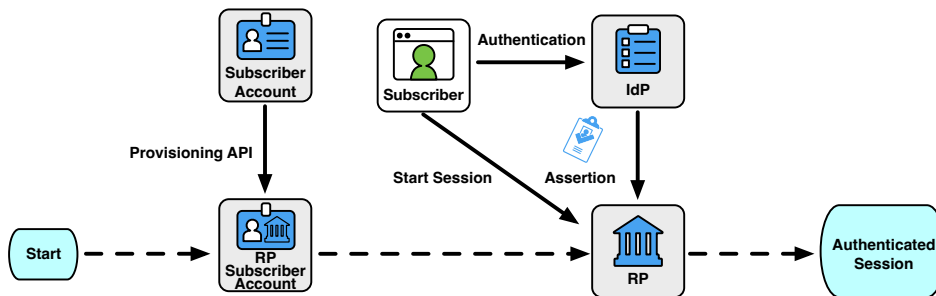 Subscriber
Account
Provisioning API
Start
RP
Subscriber
Account
Subscriber
Authentication
IdP
Start Session
Assertion
RP
Authenticated
Session